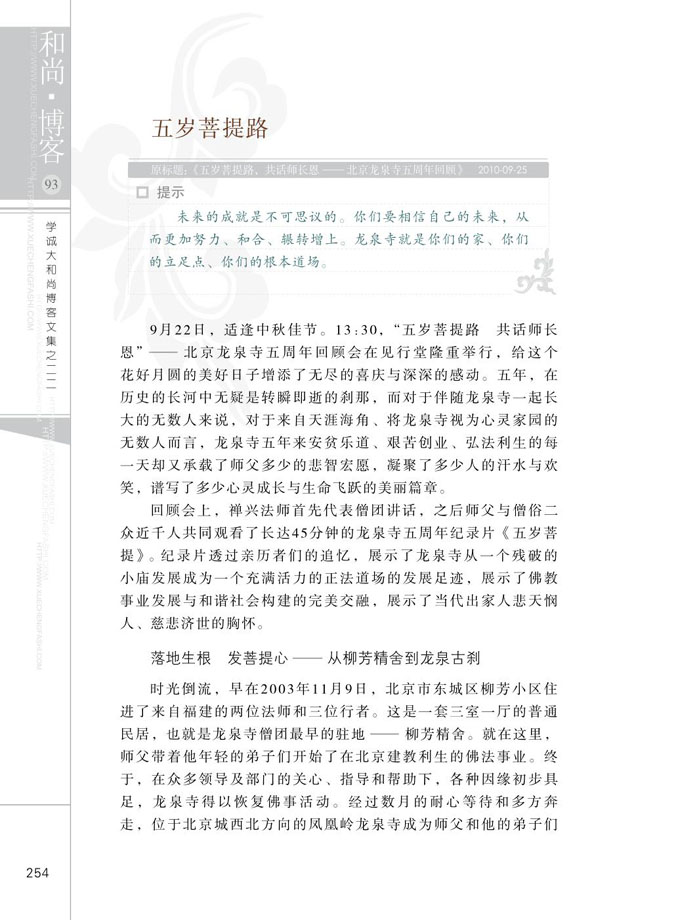 和尚·博客
93
学诚大和尚博客文集之二二
五岁菩提路
原标题：《五岁菩提路，共话师长恩 —— 北京龙泉寺五周年回顾》 2010-09-25
提示
未来的成就是不可思议的。你们要相信自己的未来，从
而更加努力、和合、辗转增上。龙泉寺就是你们的家、你们
的立足点、你们的根本道场。
9月22日，适逢中秋佳节。13:30，“五岁菩提路 共话师长
恩”—— 北京龙泉寺五周年回顾会在见行堂隆重举行，给这个
花好月圆的美好日子增添了无尽的喜庆与深深的感动。五年，在
历史的长河中无疑是转瞬即逝的刹那，而对于伴随龙泉寺一起长
大的无数人来说，对于来自天涯海角、将龙泉寺视为心灵家园的
无数人而言，龙泉寺五年来安贫乐道、艰苦创业、弘法利生的每
一天却又承载了师父多少的悲智宏愿，凝聚了多少人的汗水与欢
笑，谱写了多少心灵成长与生命飞跃的美丽篇章。
回顾会上，禅兴法师首先代表僧团讲话，之后师父与僧俗二
众近千人共同观看了长达45分钟的龙泉寺五周年纪录片《五岁菩
提》。纪录片透过亲历者们的追忆，展示了龙泉寺从一个残破的
小庙发展成为一个充满活力的正法道场的发展足迹，展示了佛教
事业发展与和谐社会构建的完美交融，展示了当代出家人悲天悯
人、慈悲济世的胸怀。
落地生根 发菩提心 —— 从柳芳精舍到龙泉古刹
时光倒流，早在2003年11月9日，北京市东城区柳芳小区住
进了来自福建的两位法师和三位行者。这是一套三室一厅的普通
民居，也就是龙泉寺僧团最早的驻地 —— 柳芳精舍。就在这里，
师父带着他年轻的弟子们开始了在北京建教利生的佛法事业。终
于，在众多领导及部门的关心、指导和帮助下，各种因缘初步具
足，龙泉寺得以恢复佛事活动。经过数月的耐心等待和多方奔
走，位于北京城西北方向的凤凰岭龙泉寺成为师父和他的弟子们
254